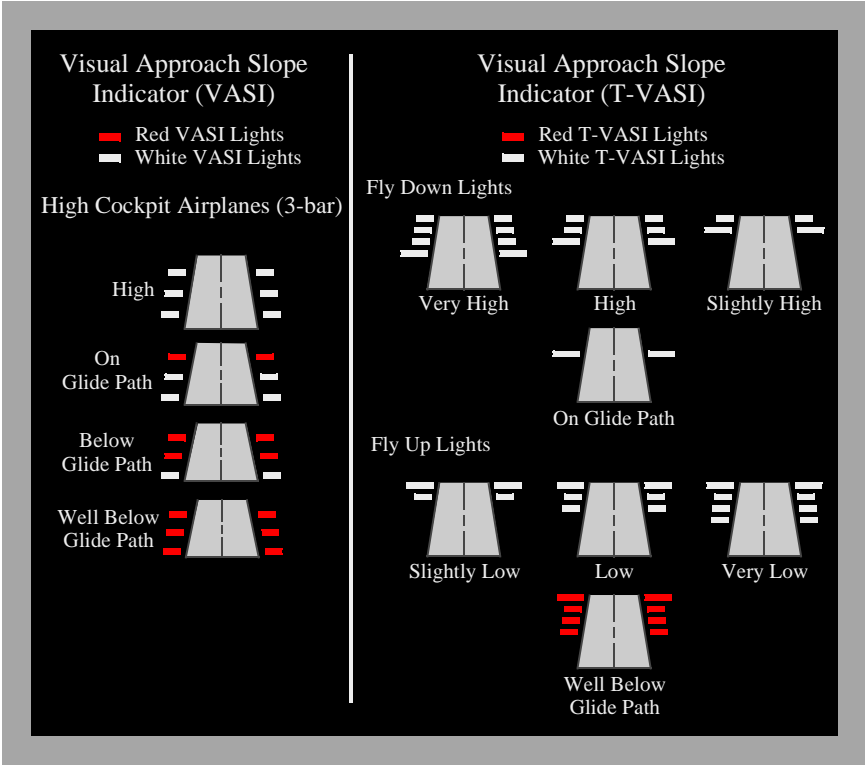 Visual Approach Slope
Indicator (VASI)
Red VASI Lights
White VASI Lights
High Cockpit Airplanes (3-bar)
High
On
Glide Path
Below
Glide Path
Well Below
Glide Path
Visual Approach Slope
Indicator (T-VASI)
Red T-VASI Lights
White T-VASI Lights
Fly Down Lights
Very High
High
Slightly High
On Glide Path
Fly Up Lights
Slightly Low
Low
Very Low
Well Below
Glide Path